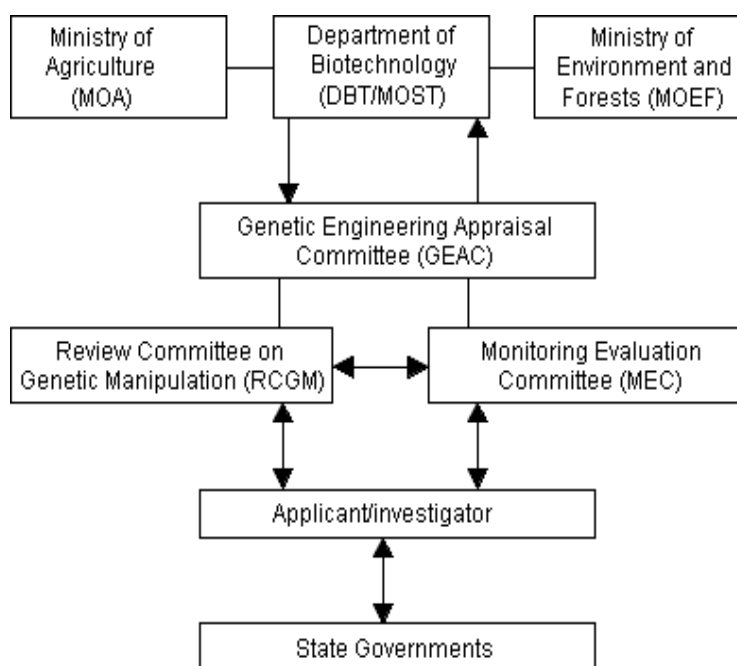 Ministry of
Agriculture
(MOA)
Department of
Biotechnology
(DBT/MOST)
Ministry of
Environment and
Forests (MOEF)
Genetic Engineering Appraisal
Committee (GEAC)
Review Committee on
Genetic Manipulation (RCGM)
Monitoring Evaluation
Committee (MEC)
Applicant/investigator
State Governments